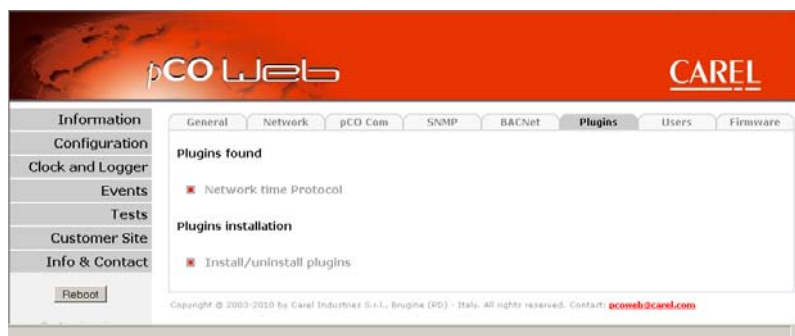 pCO Web
CAREL
Information
Configuration
Clock and Logger
Events
Tests
Customer Site
Info & Contact
Reboot
General Network pCO Com SNMP BACNet Plugins Users Firmware
Plugins found
Network time Protocol
Plugins installation
Install/uninstall plugins
Copyright @ 2003-2010 by Carel Industries S.r.l., Brugine (PD) - Italy. All rights reserved. Contact: pcoweb@carel.com